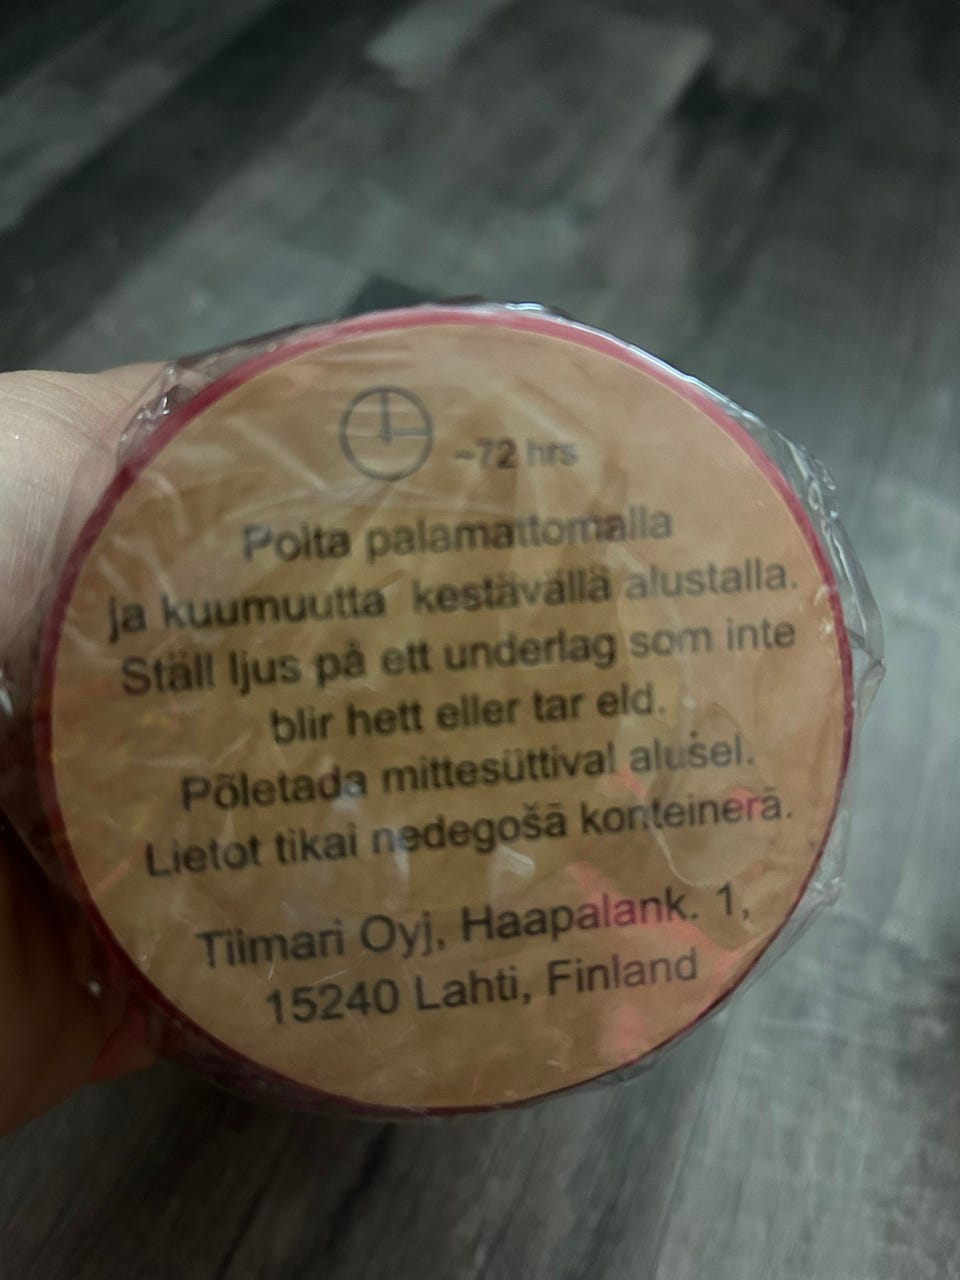 ~72 hrs
Polta palamattomalla
ja kuumuutta kestävällä alustalla.
Ställ ljus på ett underlag som inte
blir hett eller tar eld.
Põletada mittesüttival alusel.
Lietot tikai nedegošā konteinerā.
Tiimari Oyj, Haapalank. 1,
15240 Lahti, Finland